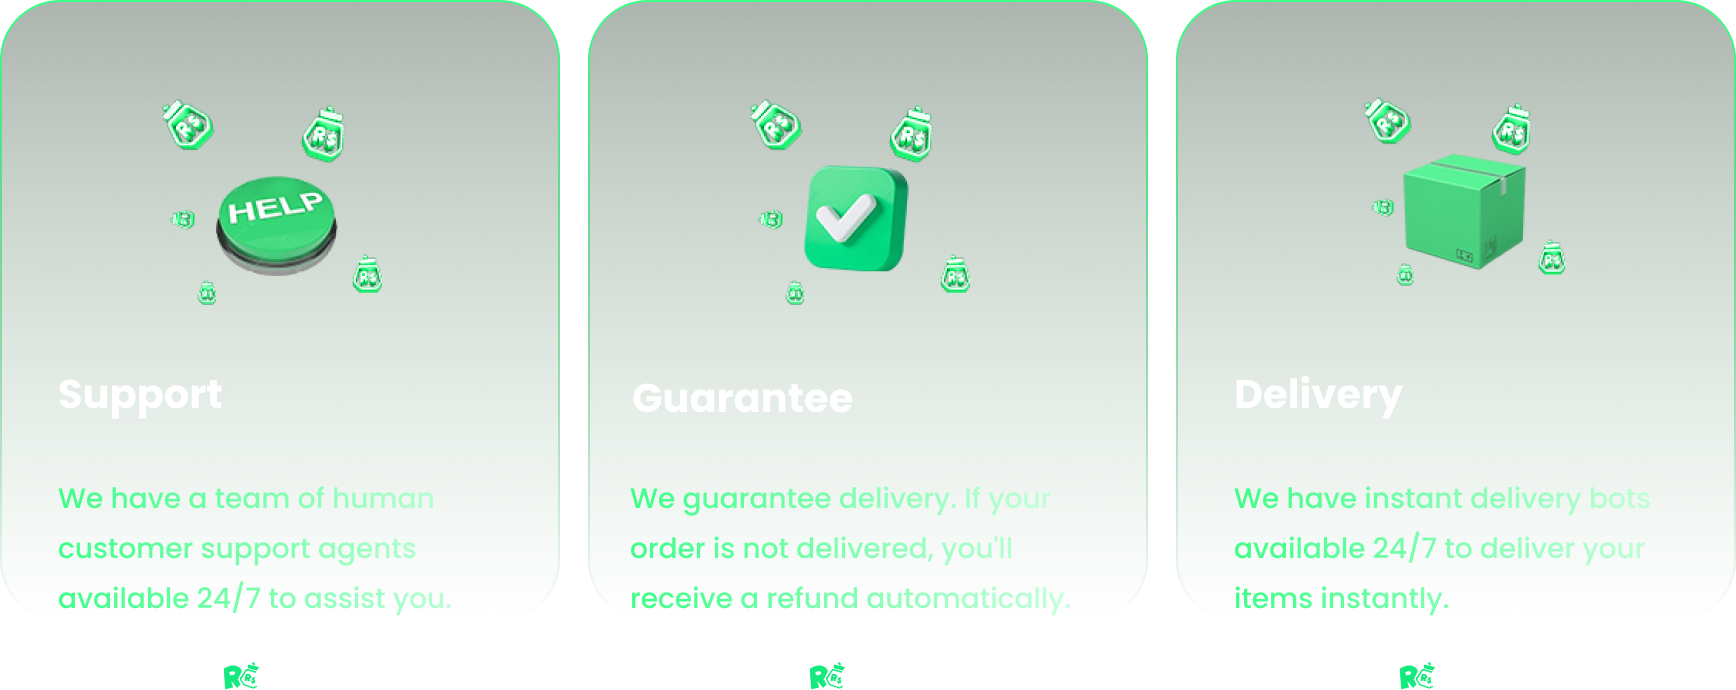 HELP
Support
We have a team of human
customer support agents
available 24/7 to assist you.
Guarantee
We guarantee delivery. If your
order is not delivered, you'll
receive a refund automatically.
Delivery
We have instant delivery bots
available 24/7 to deliver your
items instantly.